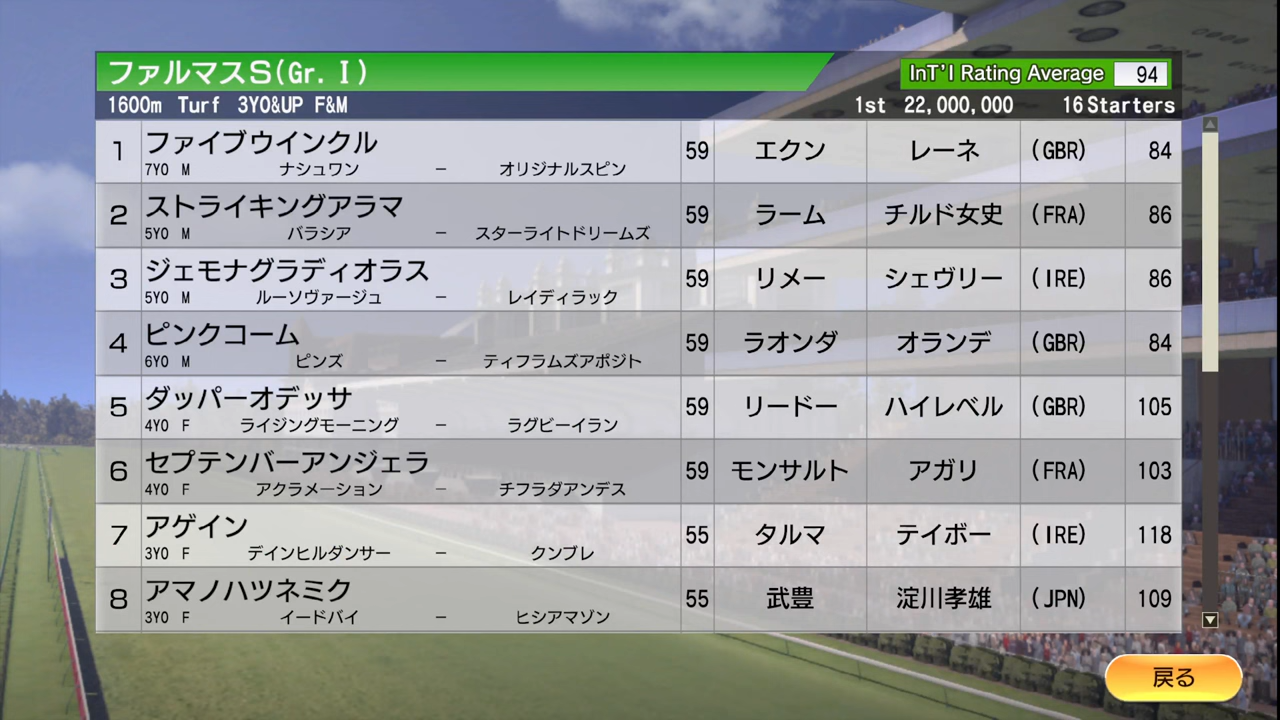 ファルマスS(Gr. I)
InT'l Rating Average 94
1600m Turf 3YO&UP F&M 1st 22,000,000 16Starters
1 ファイブウインクル 59 エクン レーネ (GBR) 84
7YO M ナシュワン − オリジナルスピン
2 ストライキングアラマ 59 ラーム チルド女史 (FRA) 86
5YO M バラシア − スターライトドリームズ
3 ジェモナグラディオラス 59 リメー シェヴリー (IRE) 86
5YO M ルーソヴァージュ − レイディラック
4 ピンクコーム 59 ラオンダ オランデ (GBR) 84
6YO M ピンズ − ティフラムズアポジト
5 ダッパーオデッサ 59 リードー ハイレベル (GBR) 105
4YO F ライジングモーニング − ラグビーイラン
6 セプテンバーアンジェラ 59 モンサルト アガリ (FRA) 103
4YO F アクラメーション − チフラダアンデス
7 アゲイン 55 タルマ テイボー (IRE) 118
3YO F デインヒルダンサー − クンブレ
8 アマノハツネミク 55 武豊 淀川孝雄 (JPN) 109
3YO F イードバイ − ヒシアマゾン
戻る